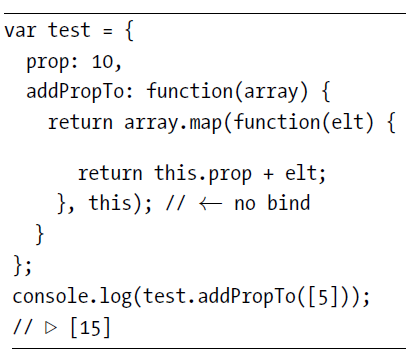 var test = {
  prop: 10,
  addPropTo: function(array) {
    return array.map(function(elt) {
      return this.prop + elt;
    }, this); // ← no bind
  }
};
console.log(test.addPropTo([5]));
// ▷ [15]